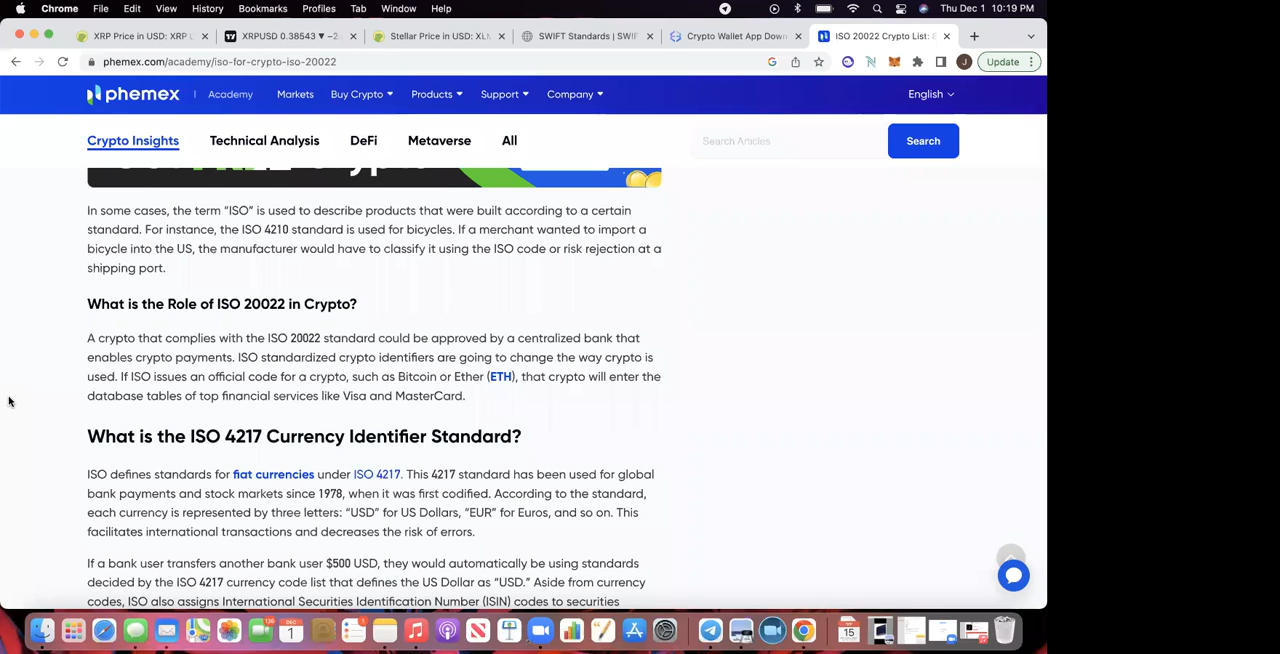 Chrome File Edit View History Bookmarks Profiles Tab Window Help Thu Dec 1 10:19 PM
XRP Price in USD: XRP XRPUSD 0.38543 ▼ −2 Stellar Price in USD: XLM SWIFT Standards | SWIF Crypto Wallet App Down ISO 20022 Crypto List: 8
phemex.com/academy/iso-for-crypto-iso-20022 J Update
phemex | Academy Markets Buy Crypto Products Support Company English
Crypto Insights Technical Analysis DeFi Metaverse All Search Articles Search
In some cases, the term “ISO” is used to describe products that were built according to a certain
standard. For instance, the ISO 4210 standard is used for bicycles. If a merchant wanted to import a
bicycle into the US, the manufacturer would have to classify it using the ISO code or risk rejection at a
shipping port.
What is the Role of ISO 20022 in Crypto?
A crypto that complies with the ISO 20022 standard could be approved by a centralized bank that
enables crypto payments. ISO standardized crypto identifiers are going to change the way crypto is
used. If ISO issues an official code for a crypto, such as Bitcoin or Ether (ETH), that crypto will enter the
database tables of top financial services like Visa and MasterCard.
What is the ISO 4217 Currency Identifier Standard?
ISO defines standards for fiat currencies under ISO 4217. This 4217 standard has been used for global
bank payments and stock markets since 1978, when it was first codified. According to the standard,
each currency is represented by three letters: “USD” for US Dollars, “EUR” for Euros, and so on. This
facilitates international transactions and decreases the risk of errors.
If a bank user transfers another bank user $500 USD, they would automatically be using standards
decided by the ISO 4217 currency code list that defines the US Dollar as “USD.” Aside from currency
codes, ISO also assigns International Securities Identification Number (ISIN) codes to securities
DEC 1 15